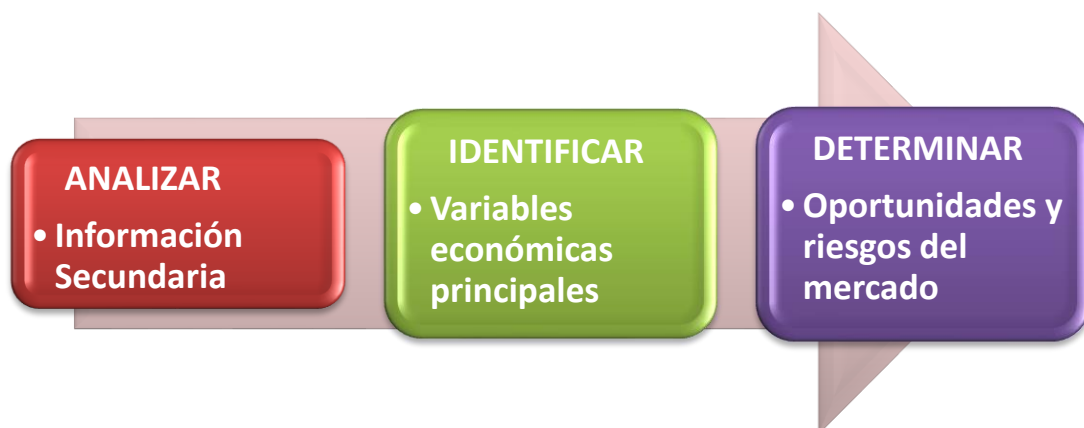 ANALIZAR
• Información
Secundaria
IDENTIFICAR
• Variables
económicas
principales
DETERMINAR
• Oportunidades y
riesgos del
mercado